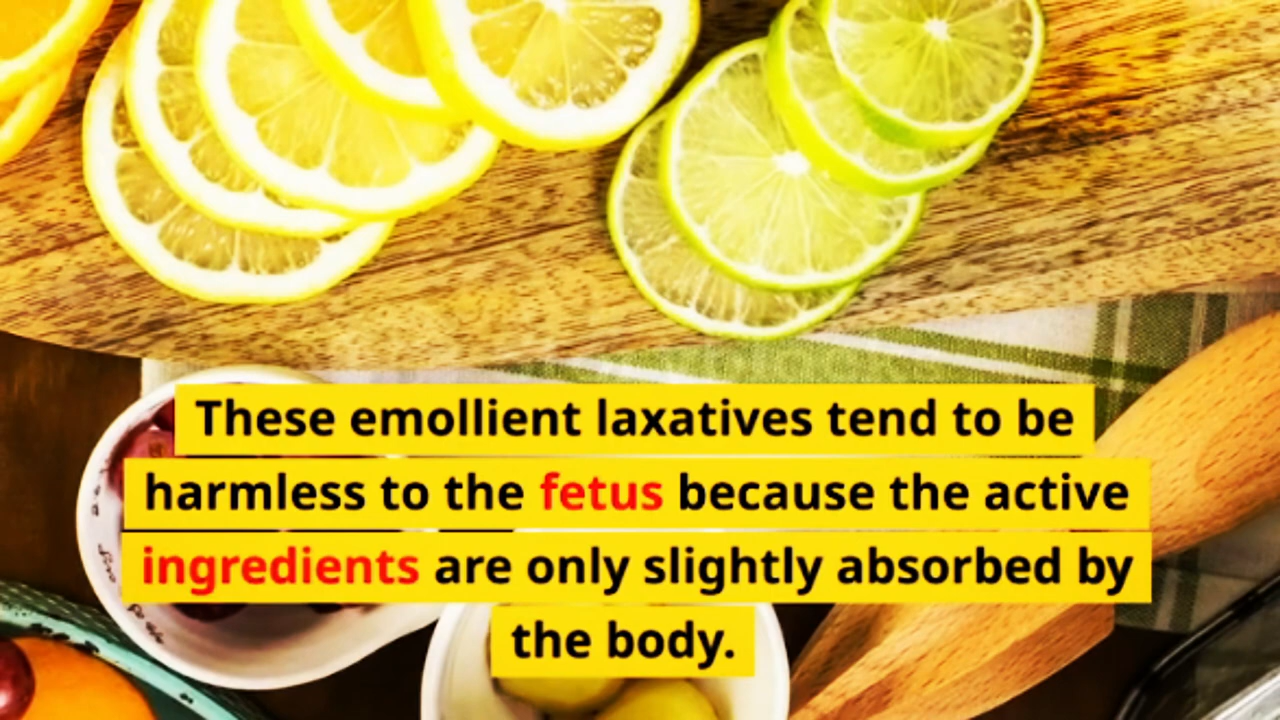 These emollient laxatives tend to be
harmless to the fetus because the active
ingredients are only slightly absorbed by
the body.